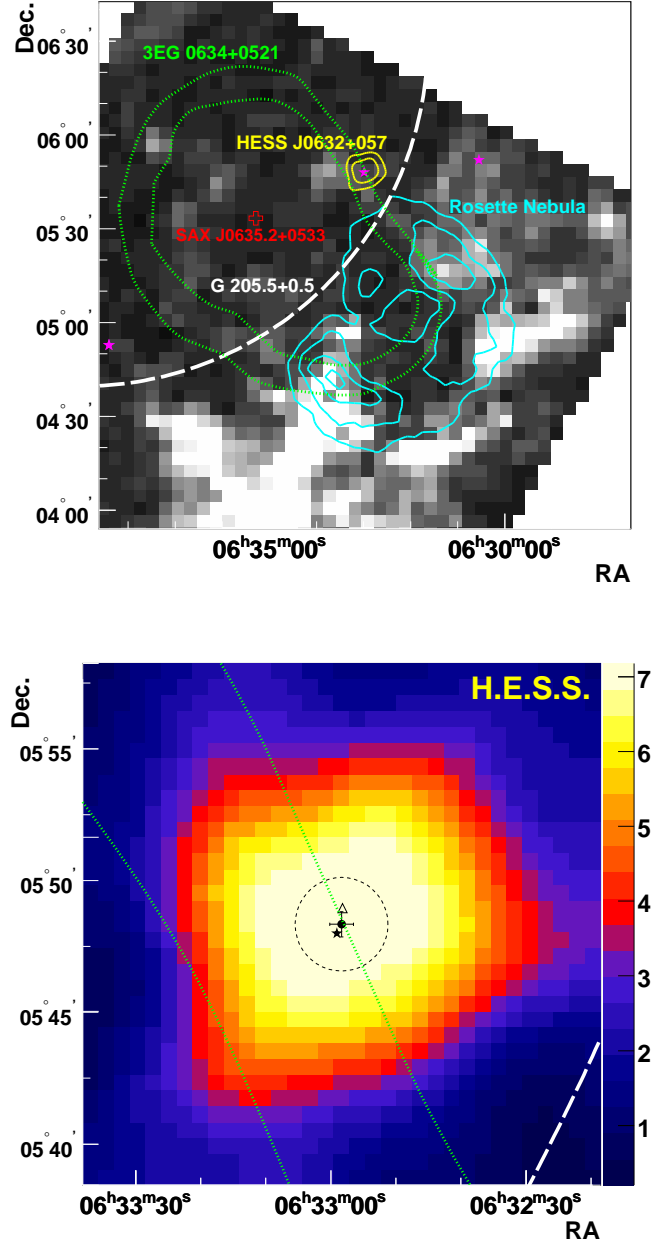 Dec.
06° 30'
3EG 0634+0521
06° 00'
HESS J0632+057
Rosette Nebula
05° 30'
SAX J0635.2+0533
G 205.5+0.5
05° 00'
04° 30'
04° 00'
06ʰ35ᵐ00ˢ 06ʰ30ᵐ00ˢ
RA
Dec.
H.E.S.S.
7
05° 55'
6
5
05° 50'
4
3
05° 45'
2
1
05° 40'
06ʰ33ᵐ30ˢ 06ʰ33ᵐ00ˢ 06ʰ32ᵐ30ˢ
RA